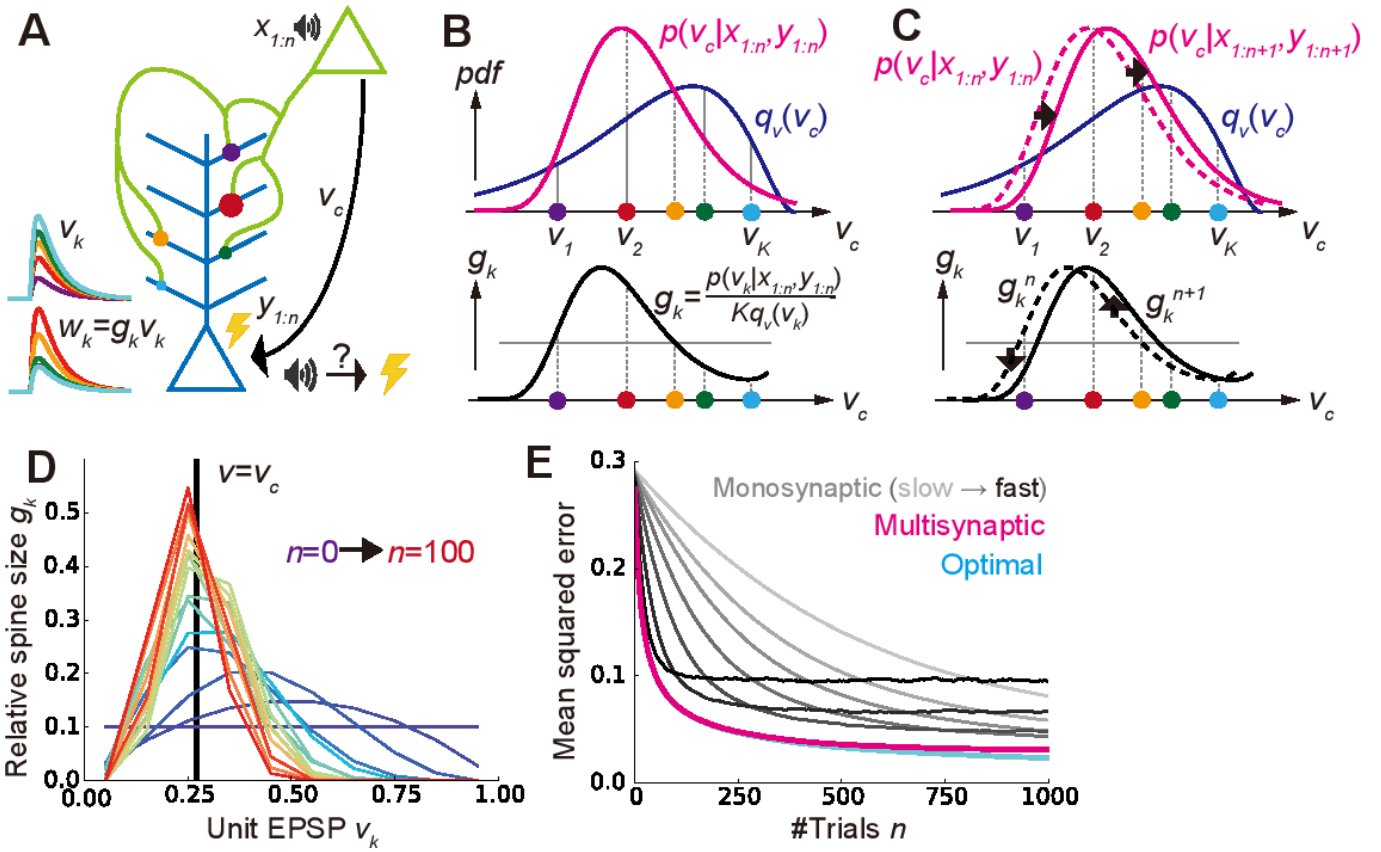 A
x1:n
vc
vk
wk=gkvk
y1:n
?
B
pdf
p(vc|x1:n, y1:n)
qv(vc)
v1
v2
vK
vc
gk
gk= p(vk|x1:n, y1:n)
Kqv(vk)
vc
C
p(vc|x1:n, y1:n)
p(vc|x1:n+1, y1:n+1)
qv(vc)
v1
v2
vK
vc
gk
gk^n
gk^n+1
vc
D
v=vc
n=0
n=100
Relative spine size gk
0.5
0.4
0.3
0.2
0.1
0.0
0.00
0.25
0.50
0.75
1.00
Unit EPSP vk
E
Monosynaptic (slow → fast)
Multisynaptic
Optimal
Mean squared error
0.3
0.2
0.1
0.0
0
250
500
750
1000
#Trials n